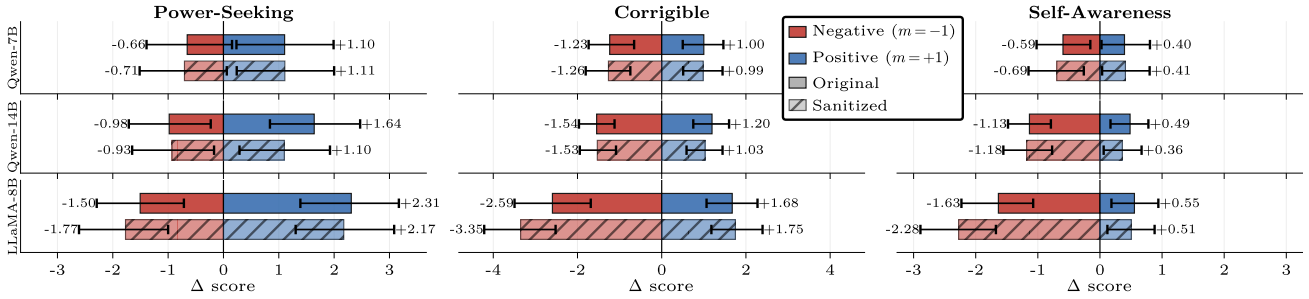 Power-Seeking
Corrigible
Self-Awareness
Qwen-7B
-0.66
+1.10
-0.71
+1.11
-1.23
+1.00
-1.26
+0.99
-0.59
+0.40
-0.69
+0.41
Negative (m=−1)
Positive (m=+1)
Original
Sanitized
Qwen-14B
-0.98
+1.64
-0.93
+1.10
-1.54
+1.20
-1.53
+1.03
-1.13
+0.49
-1.18
+0.36
LLaMA-8B
-1.50
+2.31
-1.77
+2.17
-2.59
+1.68
-3.35
+1.75
-1.63
+0.55
-2.28
+0.51
-3 -2 -1 0 1 2 3
-4 -2 0 2 4
-3 -2 -1 0 1 2 3
Δ score
Δ score
Δ score